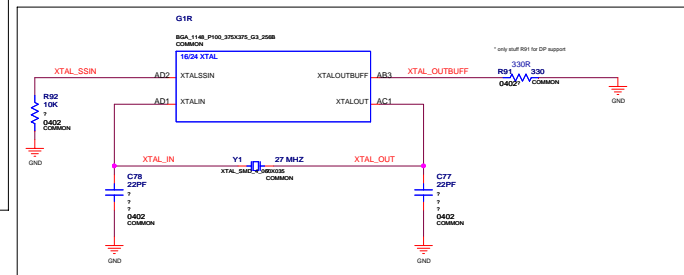 G1R
BGA_1148_P100_375X375_G3_256B
COMMON
16/24 XTAL
* only stuff R91 for DP support
XTAL_SSIN
AD2
XTALSSIN
XTALOUTBUFF
AB3
XTAL_OUTBUFF
330R
R91
330
0402
?
COMMON
GND
R92
10K
?
0402
COMMON
GND
AD1
XTALIN
XTALOUT
AC1
XTAL_IN
Y1
27 MHZ
XTAL_OUT
COMMON
C78
22PF
?
?
?
0402
COMMON
GND
C77
22PF
?
?
?
0402
COMMON
GND